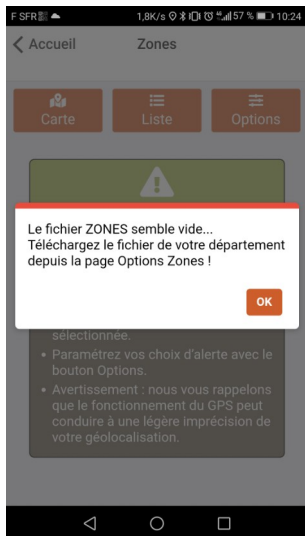 F SFR 1,8K/s 57 % 10:24
Accueil Zones
Carte Liste Options
Le fichier ZONES semble vide...
Téléchargez le fichier de votre département
depuis la page Options Zones !
OK
sélectionnée.
• Paramétrez vos choix d'alerte avec le
bouton Options.
• Avertissement : nous vous rappelons
que le fonctionnement du GPS peut
conduire à une légère imprécision de
votre géolocalisation.